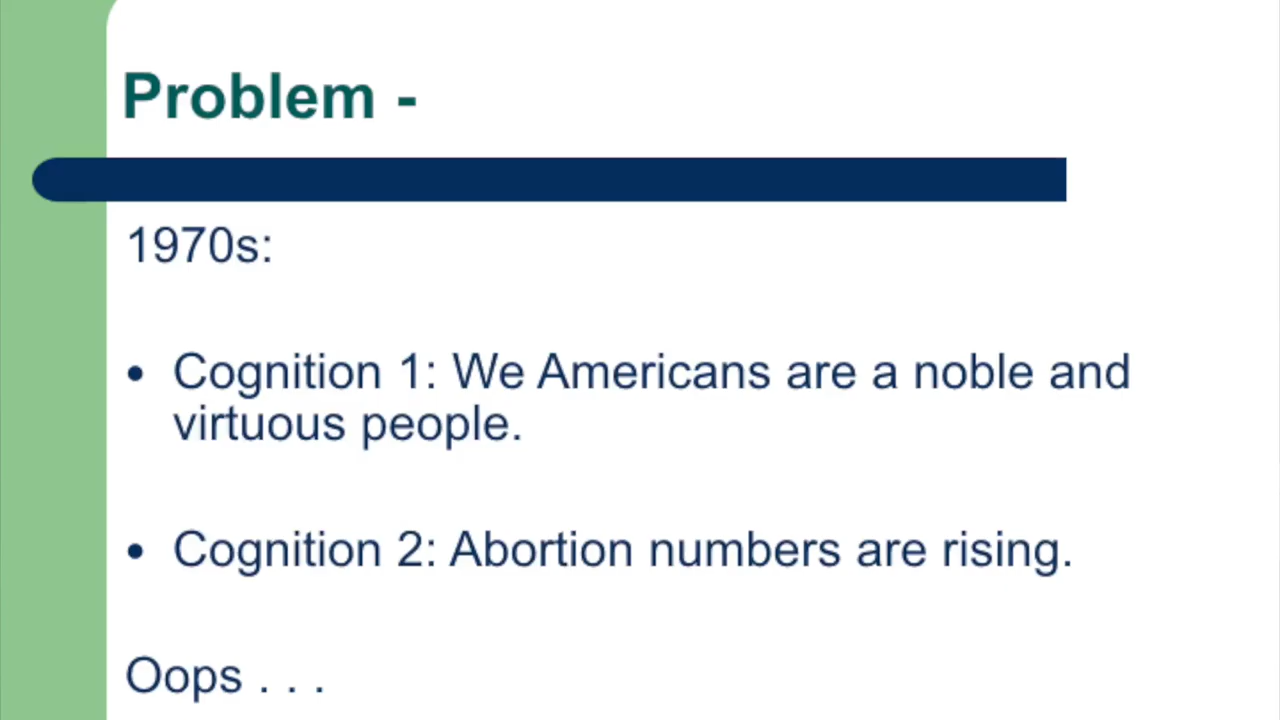 Problem -
1970s:
• Cognition 1: We Americans are a noble and
virtuous people.
• Cognition 2: Abortion numbers are rising.
Oops . . .